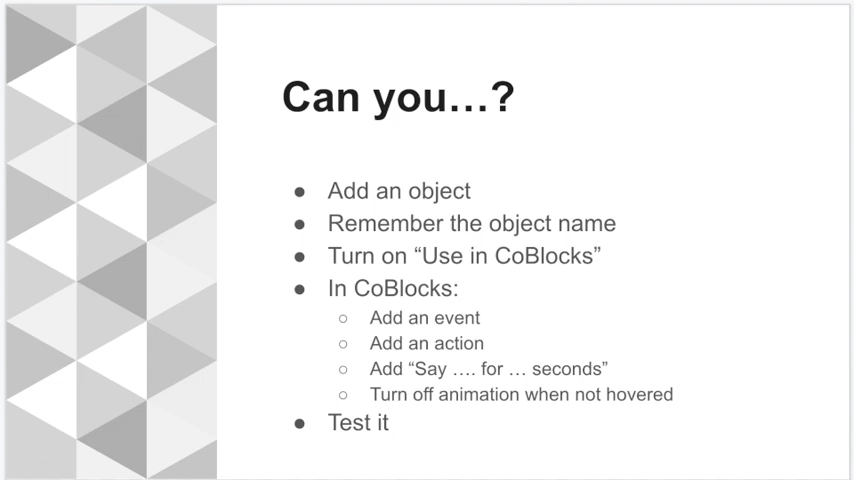 Can you…?
● Add an object
● Remember the object name
● Turn on “Use in CoBlocks”
● In CoBlocks:
○ Add an event
○ Add an action
○ Add “Say …. for … seconds”
○ Turn off animation when not hovered
● Test it